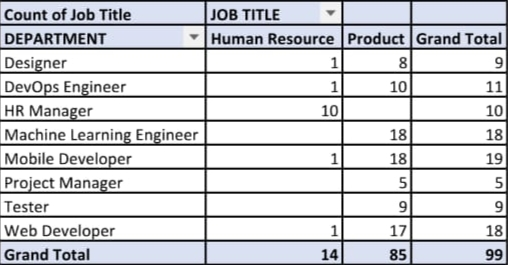 Count of Job Title JOB TITLE
DEPARTMENT Human Resource Product Grand Total
Designer 1 8 9
DevOps Engineer 1 10 11
HR Manager 10 10
Machine Learning Engineer 18 18
Mobile Developer 1 18 19
Project Manager 5 5
Tester 9 9
Web Developer 1 17 18
Grand Total 14 85 99